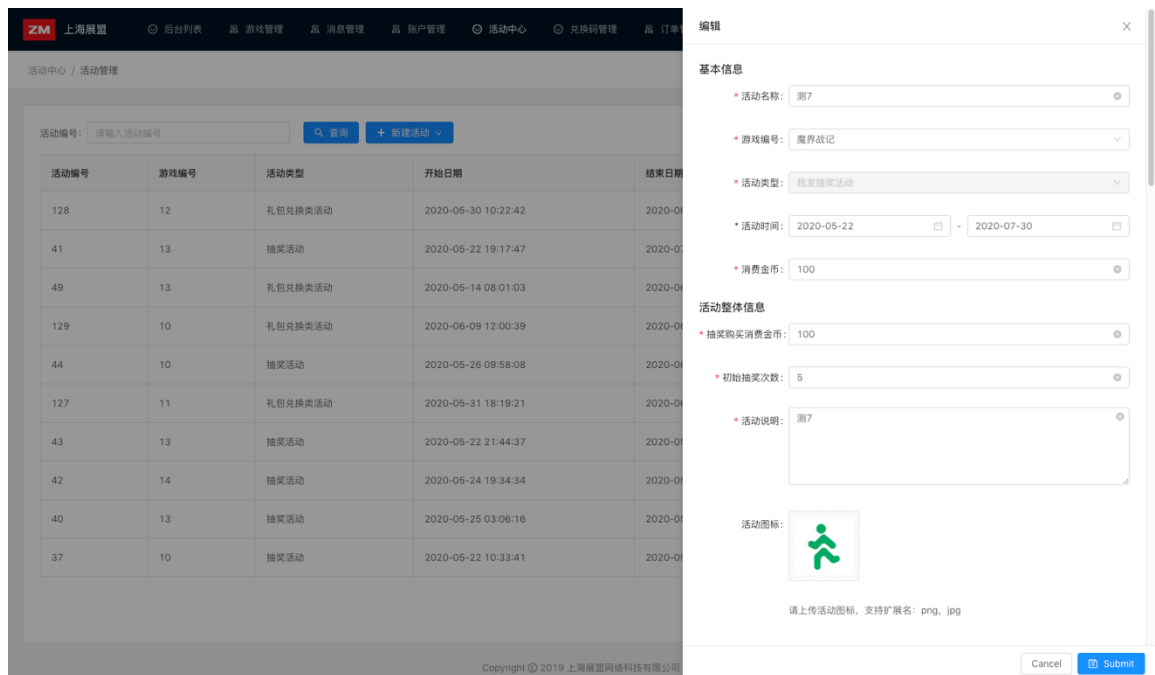 ZM 上海展盟 后台列表 游戏管理 消息管理 账户管理 活动中心 兑换码管理
活动中心 / 活动管理
活动编号: 请输入活动编号 查询 + 新建活动
活动编号 游戏编号 活动类型 开始日期 结束日期
128 12 礼包兑换类活动 2020-05-30 10:22:42
41 13 抽奖活动 2020-05-22 19:17:47
49 13 礼包兑换类活动 2020-05-14 08:01:03
129 10 礼包兑换类活动 2020-06-09 12:00:39
44 10 抽奖活动 2020-05-26 09:58:08
127 11 礼包兑换类活动 2020-05-31 18:19:21
43 13 抽奖活动 2020-05-22 21:44:37
42 14 抽奖活动 2020-05-24 19:34:34
40 13 抽奖活动 2020-05-25 03:06:16
37 10 抽奖活动 2020-05-22 10:33:41
Copyright © 2019 上海展盟网络科技有限公司
编辑
基本信息
* 活动名称: 测7
* 游戏编号: 魔界战记
* 活动类型: 我发抽奖活动
* 活动时间: 2020-05-22 - 2020-07-30
* 消费金币: 100
活动整体信息
* 抽奖购买消费金币: 100
* 初始抽奖次数: 5
* 活动说明: 测7
活动图标:
请上传活动图标，支持扩展名：png，jpg
Cancel Submit